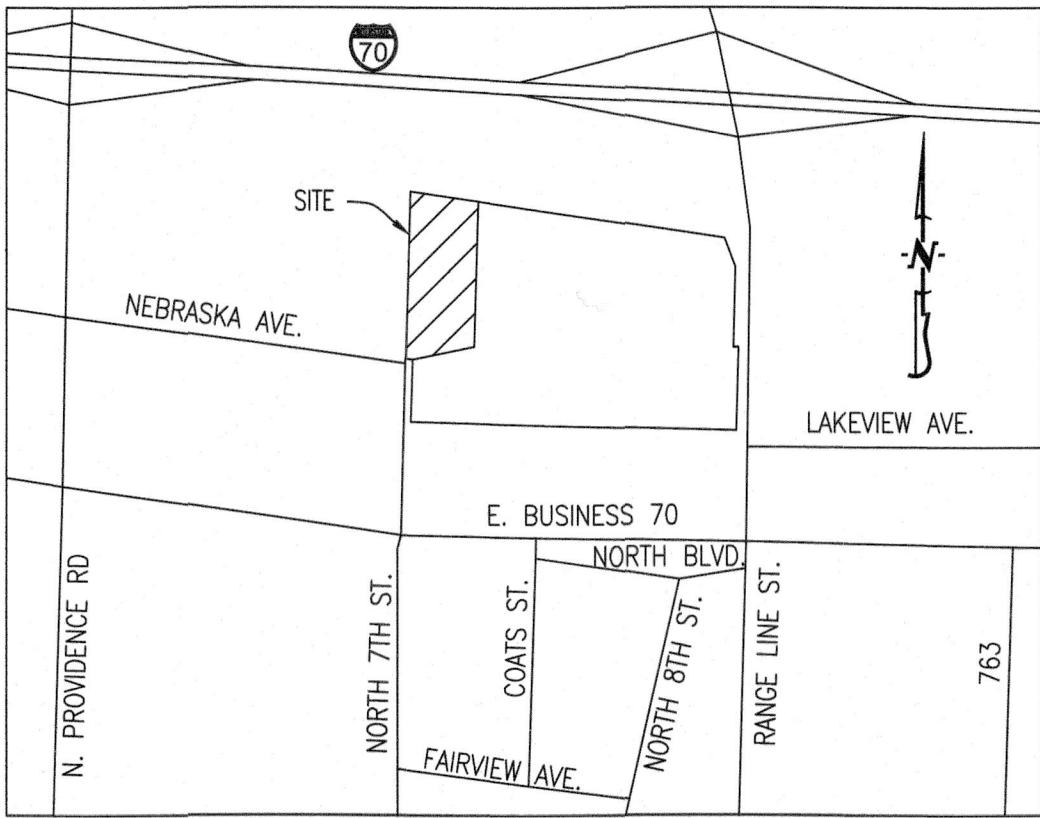 70
SITE
N
NEBRASKA AVE.
LAKEVIEW AVE.
E. BUSINESS 70
NORTH BLVD.
N. PROVIDENCE RD
NORTH 7TH ST.
COATS ST.
NORTH 8TH ST.
RANGE LINE ST.
763
FAIRVIEW AVE.